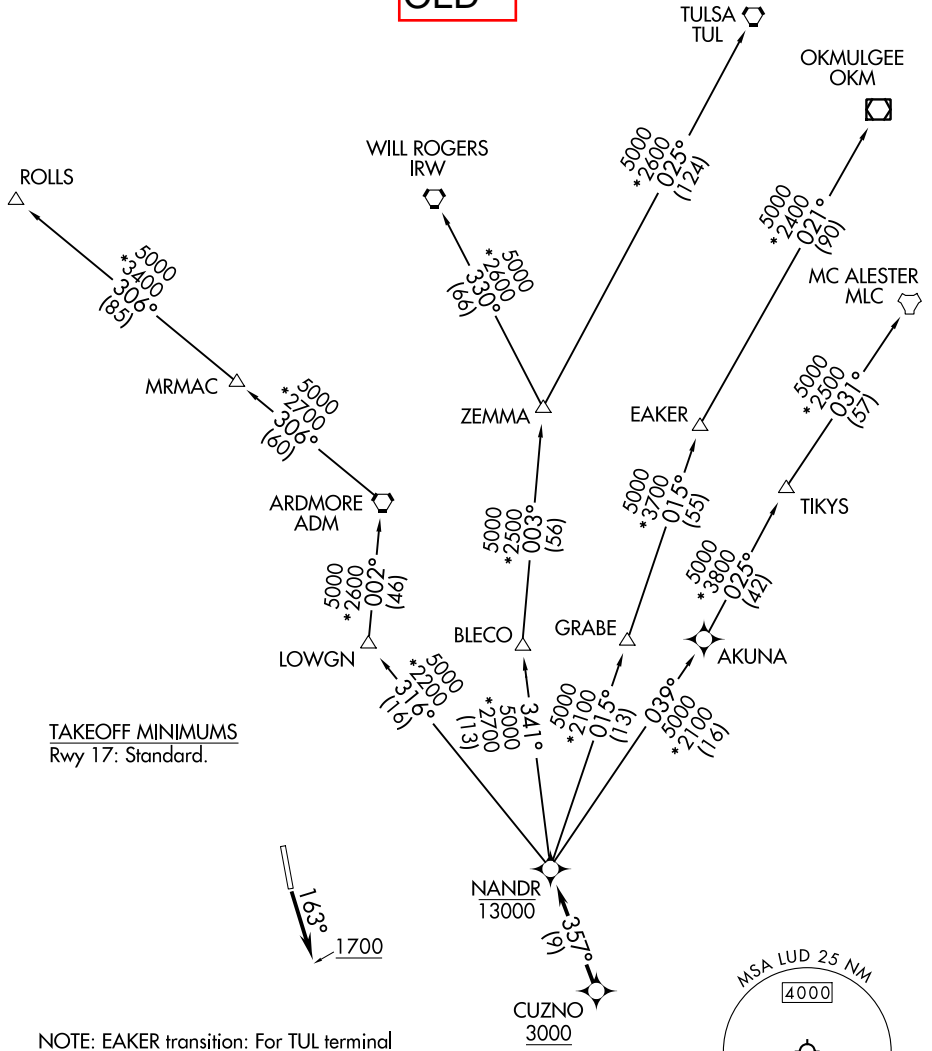 OLD
TULSA
TUL
OKMULGEE
OKM
WILL ROGERS
IRW
ROLLS
5000
*2600
025°
(124)
5000
*2400
021°
(90)
5000
*3400
306°
(85)
5000
*2600
330°
(66)
MC ALESTER
MLC
MRMAC
5000
*2700
306°
(60)
ZEMMA
EAKER
5000
*2500
031°
(57)
ARDMORE
ADM
5000
*2500
003°
(56)
5000
*3700
015°
(55)
TIKYS
5000
*2600
002°
(46)
5000
*3800
025°
(42)
LOWGN
BLECO
GRABE
AKUNA
5000
*2200
316°
(16)
341°
5000
*2700
(13)
5000
*2100
015°
(13)
039°
5000
*2100
(16)
TAKEOFF MINIMUMS
Rwy 17: Standard.
NANDR
13000
163°
1700
357°
(9)
CUZNO
3000
MSA LUD 25 NM
4000
NOTE: EAKER transition: For TUL terminal